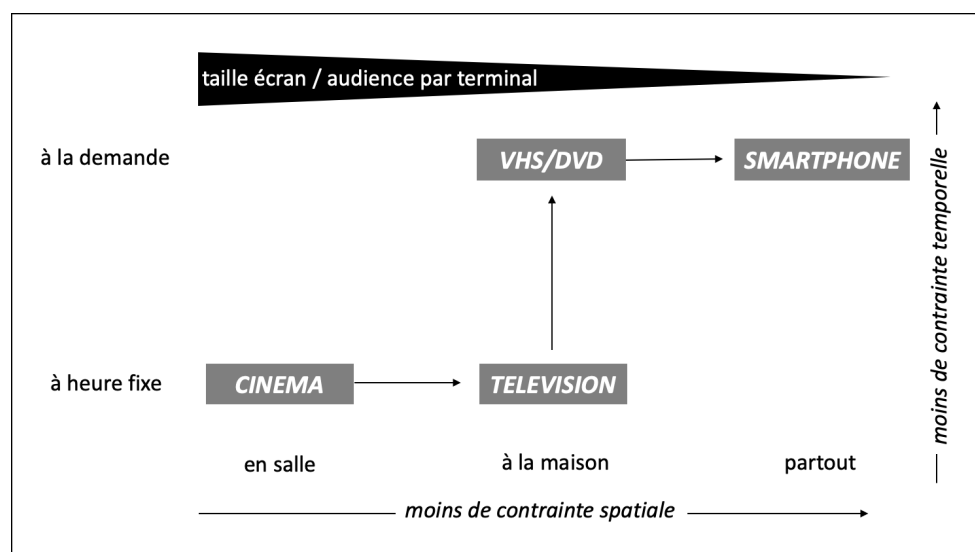 taille écran / audience par terminal
à la demande
VHS/DVD
SMARTPHONE
à heure fixe
CINEMA
TELEVISION
en salle
à la maison
partout
moins de contrainte spatiale
moins de contrainte temporelle